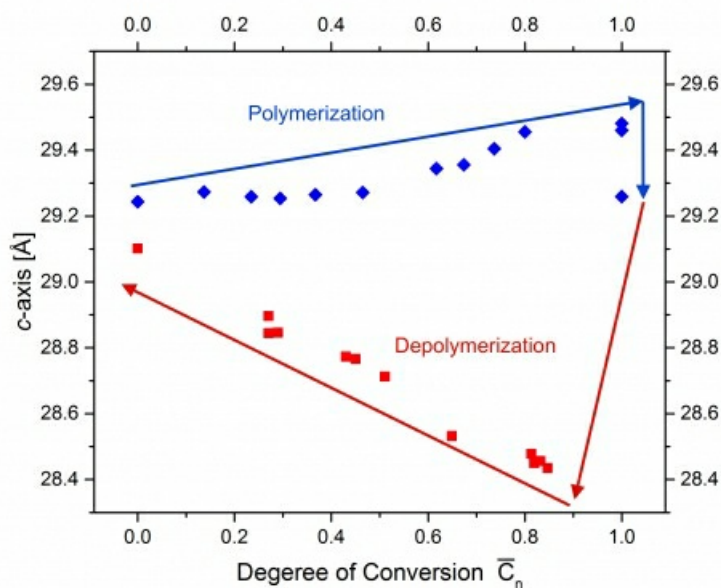 0.0 0.2 0.4 0.6 0.8 1.0
29.6 29.6
Polymerization
29.4 29.4
29.2 29.2
c-axis [Å]
29.0 29.0
28.8 28.8
Depolymerization
28.6 28.6
28.4 28.4
0.0 0.2 0.4 0.6 0.8 1.0
Degeree of Conversion C̅n